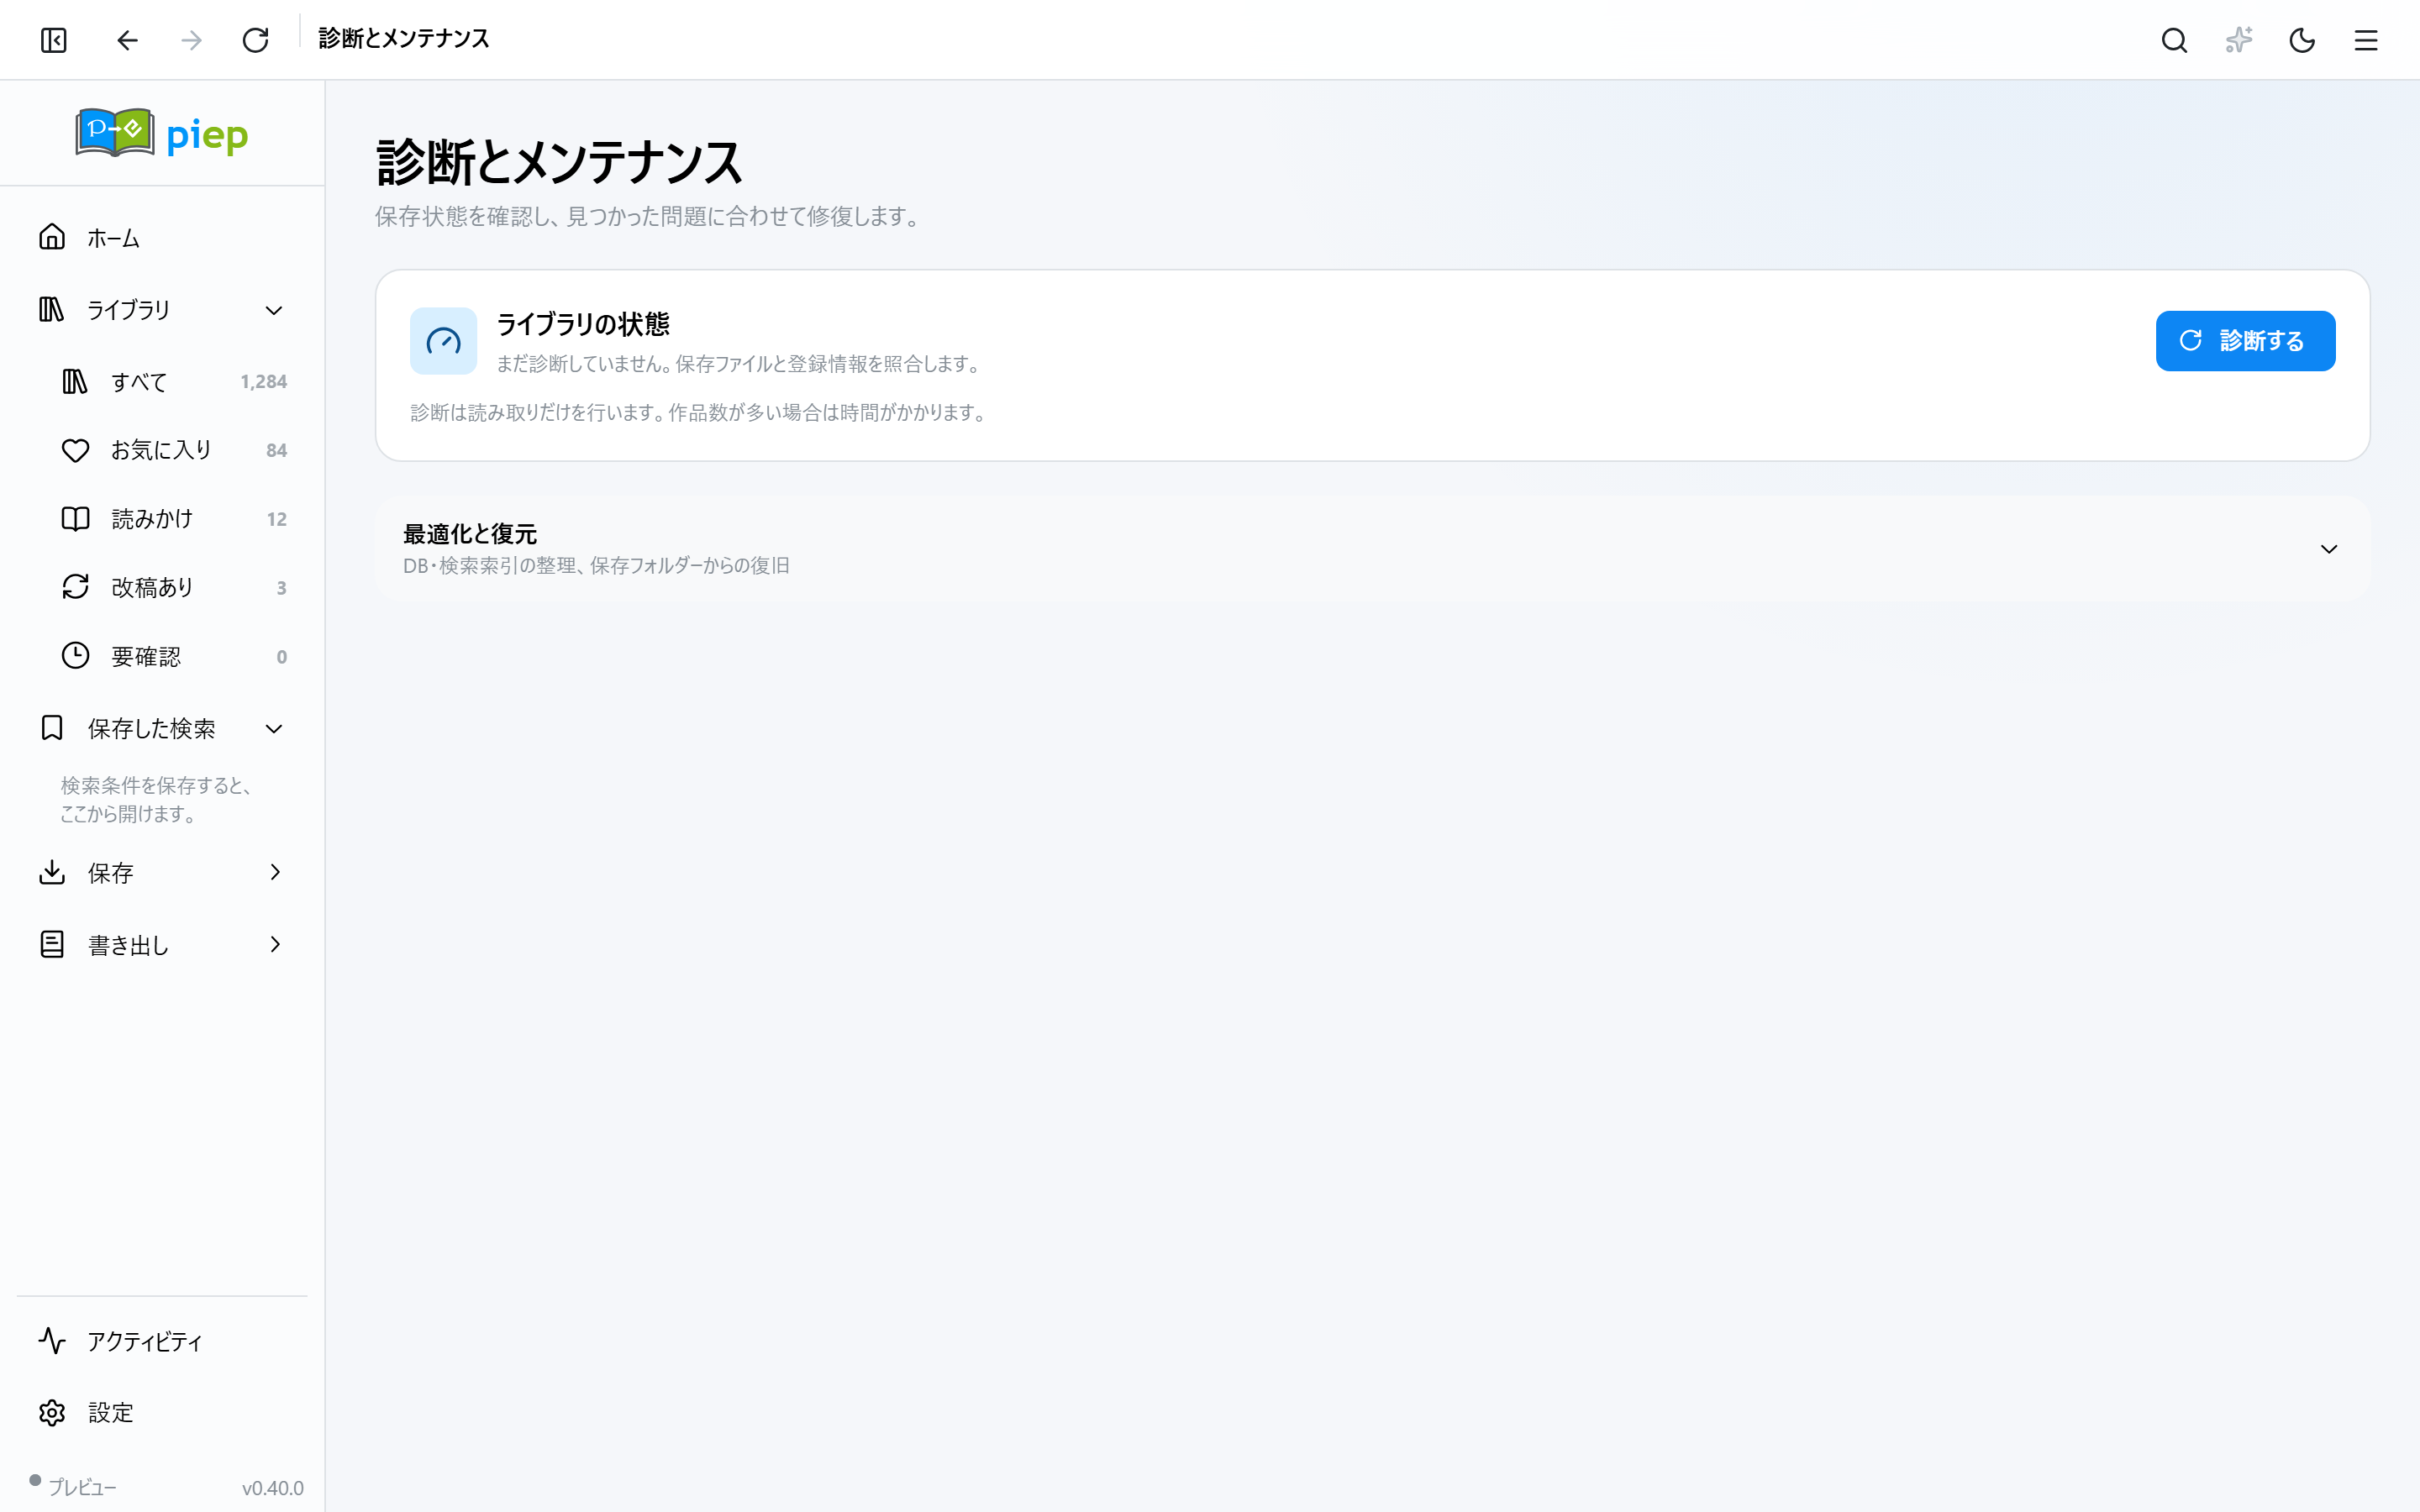 診断とメンテナンス
piep
ホーム
ライブラリ
すべて 1,284
お気に入り 84
読みかけ 12
改稿あり 3
要確認 0
保存した検索
検索条件を保存すると、
ここから開けます。
保存
書き出し
アクティビティ
設定
プレビュー v0.40.0
診断とメンテナンス
保存状態を確認し、見つかった問題に合わせて修復します。
ライブラリの状態
まだ診断していません。保存ファイルと登録情報を照合します。
診断する
診断は読み取りだけを行います。作品数が多い場合は時間がかかります。
最適化と復元
DB・検索索引の整理、保存フォルダーからの復旧